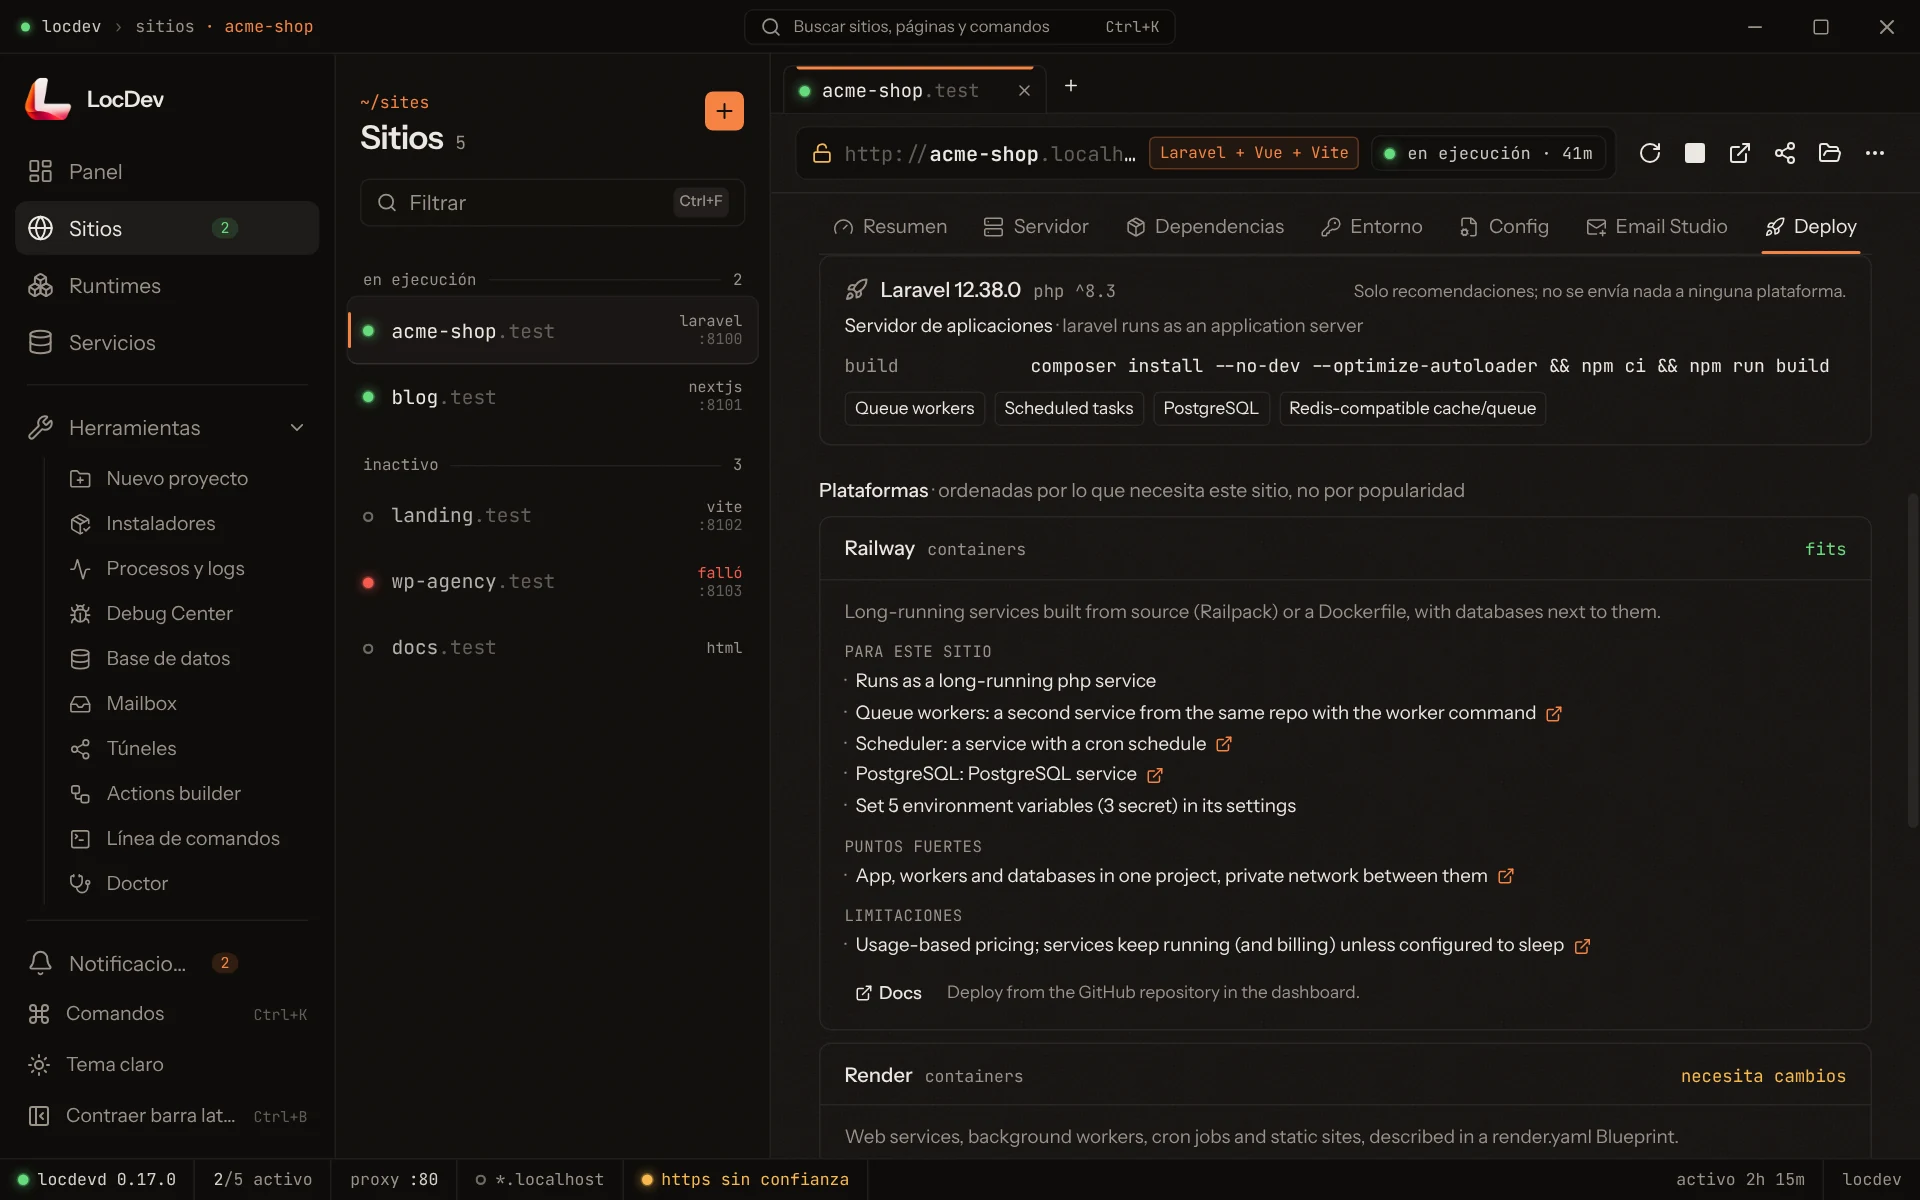 locdev › sitios · acme-shop
Buscar sitios, páginas y comandos Ctrl+K
LocDev
Panel
Sitios 2
Runtimes
Servicios
Herramientas
Nuevo proyecto
Instaladores
Procesos y logs
Debug Center
Base de datos
Mailbox
Túneles
Actions builder
Línea de comandos
Doctor
Notificacio... 2
Comandos Ctrl+K
Tema claro
Contraer barra lat... Ctrl+B
~/sites
Sitios 5
Filtrar Ctrl+F
en ejecución 2
acme-shop.test laravel
:8100
blog.test nextjs
:8101
inactivo 3
landing.test vite
:8102
wp-agency.test falló
:8103
docs.test html
acme-shop.test
http://acme-shop.localh… Laravel + Vue + Vite en ejecución · 41m
Resumen Servidor Dependencias Entorno Config Email Studio Deploy
Laravel 12.38.0 php ^8.3 Solo recomendaciones; no se envía nada a ninguna plataforma.
Servidor de aplicaciones · laravel runs as an application server
build composer install --no-dev --optimize-autoloader && npm ci && npm run build
Queue workers Scheduled tasks PostgreSQL Redis-compatible cache/queue
Plataformas · ordenadas por lo que necesita este sitio, no por popularidad
Railway containers fits
Long-running services built from source (Railpack) or a Dockerfile, with databases next to them.
PARA ESTE SITIO
· Runs as a long-running php service
· Queue workers: a second service from the same repo with the worker command
· Scheduler: a service with a cron schedule
· PostgreSQL: PostgreSQL service
· Set 5 environment variables (3 secret) in its settings
PUNTOS FUERTES
· App, workers and databases in one project, private network between them
LIMITACIONES
· Usage-based pricing; services keep running (and billing) unless configured to sleep
Docs Deploy from the GitHub repository in the dashboard.
Render containers necesita cambios
Web services, background workers, cron jobs and static sites, described in a render.yaml Blueprint.
locdevd 0.17.0 2/5 activo proxy :80 *.localhost https sin confianza activo 2h 15m locdev